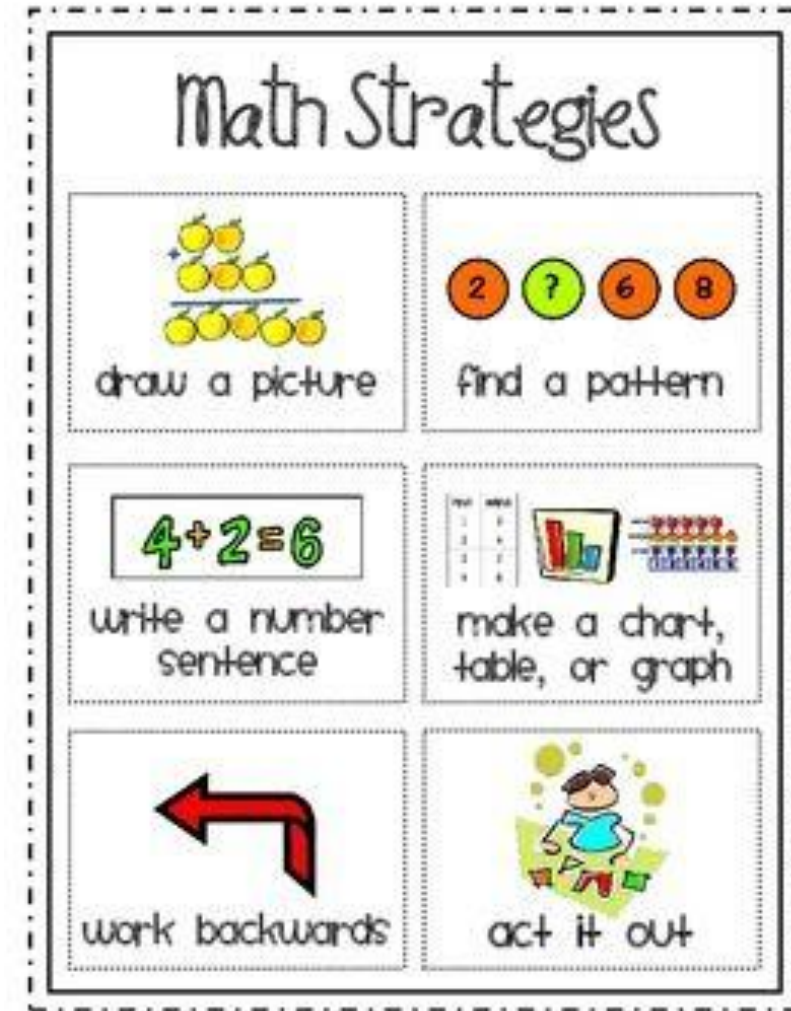 Math Strategies
+
draw a picture
2 ? 6 8
find a pattern
4+2=6
write a number
sentence
make a chart,
table, or graph
work backwards
act it out